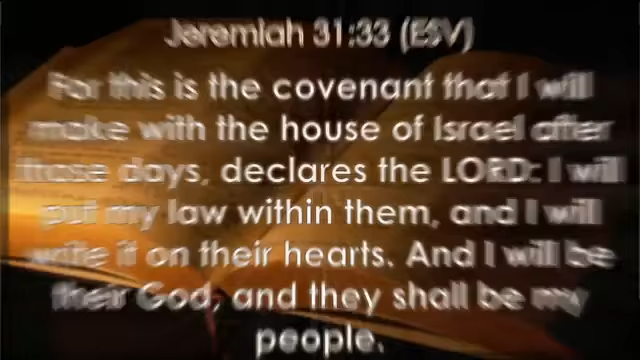 Jeremiah 31:33 (ESV)
For this is the covenant that I will
make with the house of Israel after
those days, declares the LORD: I will
put my law within them, and I will
write it on their hearts. And I will be
their God, and they shall be my
people.